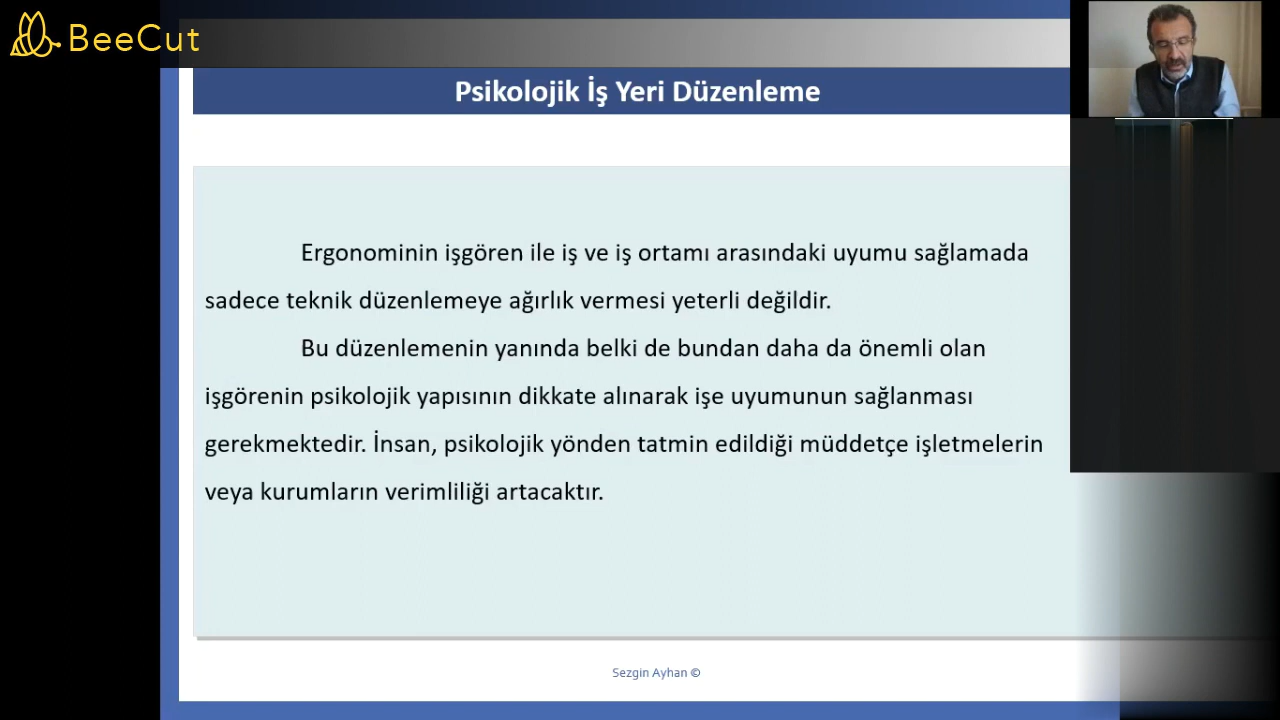 BeeCut
Psikolojik İş Yeri Düzenleme
Ergonominin işgören ile iş ve iş ortamı arasındaki uyumu sağlamada
sadece teknik düzenlemeye ağırlık vermesi yeterli değildir.
Bu düzenlemenin yanında belki de bundan daha da önemli olan
işgörenin psikolojik yapısının dikkate alınarak işe uyumunun sağlanması
gerekmektedir. İnsan, psikolojik yönden tatmin edildiği müddetçe işletmelerin
veya kurumların verimliliği artacaktır.
Sezgin Ayhan ©